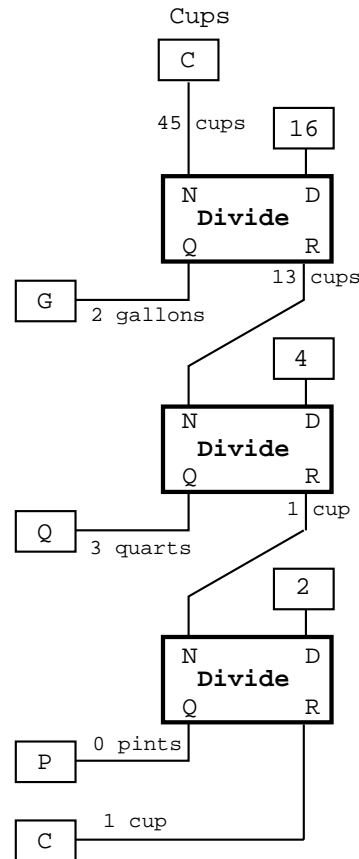 Cups
C
45 cups
16
N D
Divide
Q R
13 cups
G
2 gallons
4
N D
Divide
Q R
1 cup
Q
3 quarts
2
N D
Divide
Q R
0 pints
P
1 cup
C